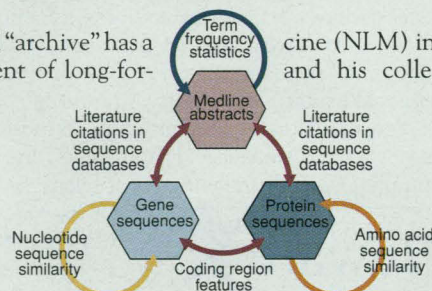 "archive" has a
ent of long-for-
cine (NLM) in
and his colle
Term
frequency
statistics
Medline
abstracts
Literature
citations in
sequence
databases
Literature
citations in
sequence
databases
Gene
sequences
Protein
sequences
Nucleotide
sequence
similarity
Coding region
features
Amino acid
sequence
similarity